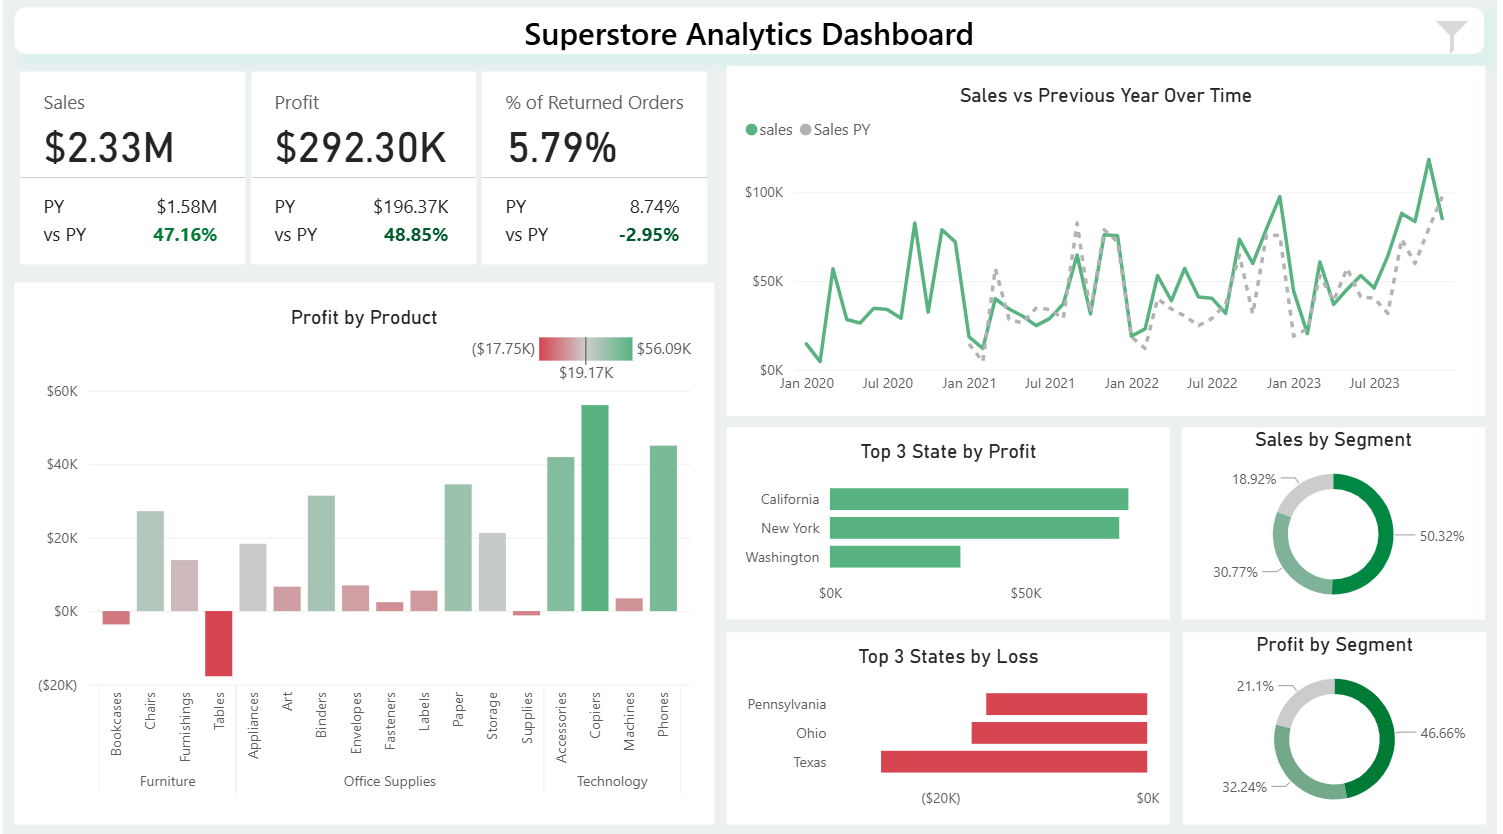 Superstore Analytics Dashboard
Sales
$2.33M
PY $1.58M
vs PY 47.16%
Profit
$292.30K
PY $196.37K
vs PY 48.85%
% of Returned Orders
5.79%
PY 8.74%
vs PY -2.95%
Sales vs Previous Year Over Time
sales Sales PY
$100K
$50K
$0K
Jan 2020 Jul 2020 Jan 2021 Jul 2021 Jan 2022 Jul 2022 Jan 2023 Jul 2023
Profit by Product
($17.75K) $56.09K
$19.17K
$60K
$40K
$20K
$0K
($20K)
Bookcases
Chairs
Furnishings
Tables
Appliances
Art
Binders
Envelopes
Fasteners
Labels
Paper
Storage
Supplies
Accessories
Copiers
Machines
Phones
Furniture Office Supplies Technology
Top 3 State by Profit
California
New York
Washington
$0K $50K
Sales by Segment
18.92%
50.32%
30.77%
Top 3 States by Loss
Pennsylvania
Ohio
Texas
($20K) $0K
Profit by Segment
21.1%
46.66%
32.24%